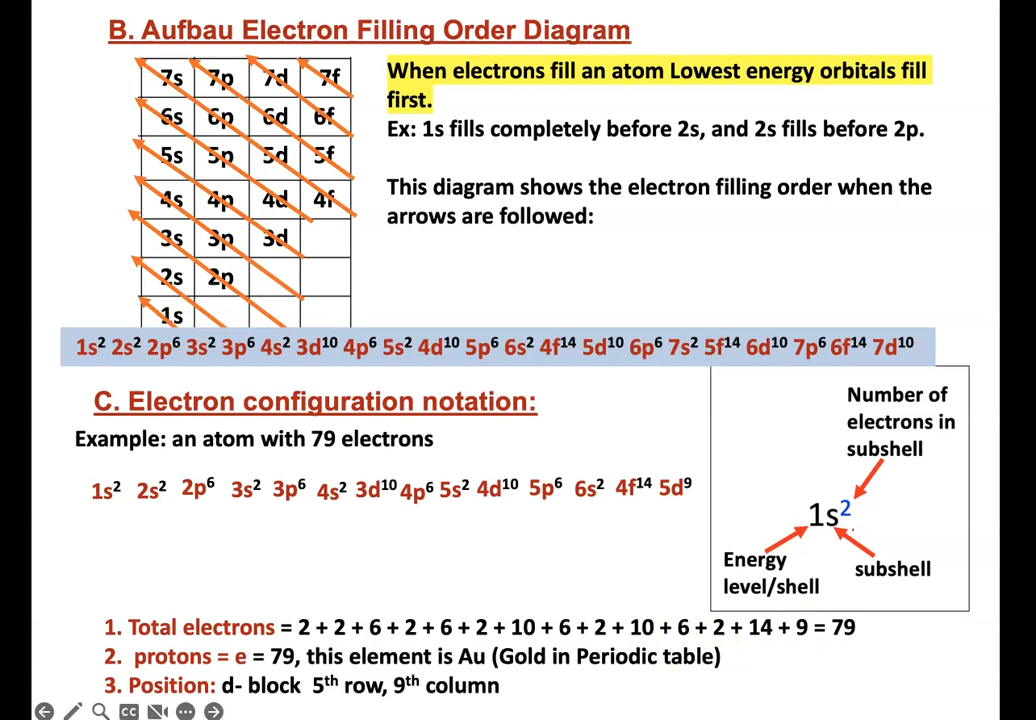 B. Aufbau Electron Filling Order Diagram
7s 7p 7d 7f
6s 6p 6d 6f
5s 5p 5d 5f
4s 4p 4d 4f
3s 3p 3d
2s 2p
1s
When electrons fill an atom Lowest energy orbitals fill
first.
Ex: 1s fills completely before 2s, and 2s fills before 2p.
This diagram shows the electron filling order when the
arrows are followed:
1s² 2s² 2p⁶ 3s² 3p⁶ 4s² 3d¹⁰ 4p⁶ 5s² 4d¹⁰ 5p⁶ 6s² 4f¹⁴ 5d¹⁰ 6p⁶ 7s² 5f¹⁴ 6d¹⁰ 7p⁶ 6f¹⁴ 7d¹⁰
C. Electron configuration notation:
Example: an atom with 79 electrons
1s² 2s² 2p⁶ 3s² 3p⁶ 4s² 3d¹⁰ 4p⁶ 5s² 4d¹⁰ 5p⁶ 6s² 4f¹⁴ 5d⁹
Number of
electrons in
subshell
1s²
Energy
level/shell
subshell
1. Total electrons = 2 + 2 + 6 + 2 + 6 + 2 + 10 + 6 + 2 + 10 + 6 + 2 + 14 + 9 = 79
2. protons = e = 79, this element is Au (Gold in Periodic table)
3. Position: d- block 5ᵗʰ row, 9ᵗʰ column
CC